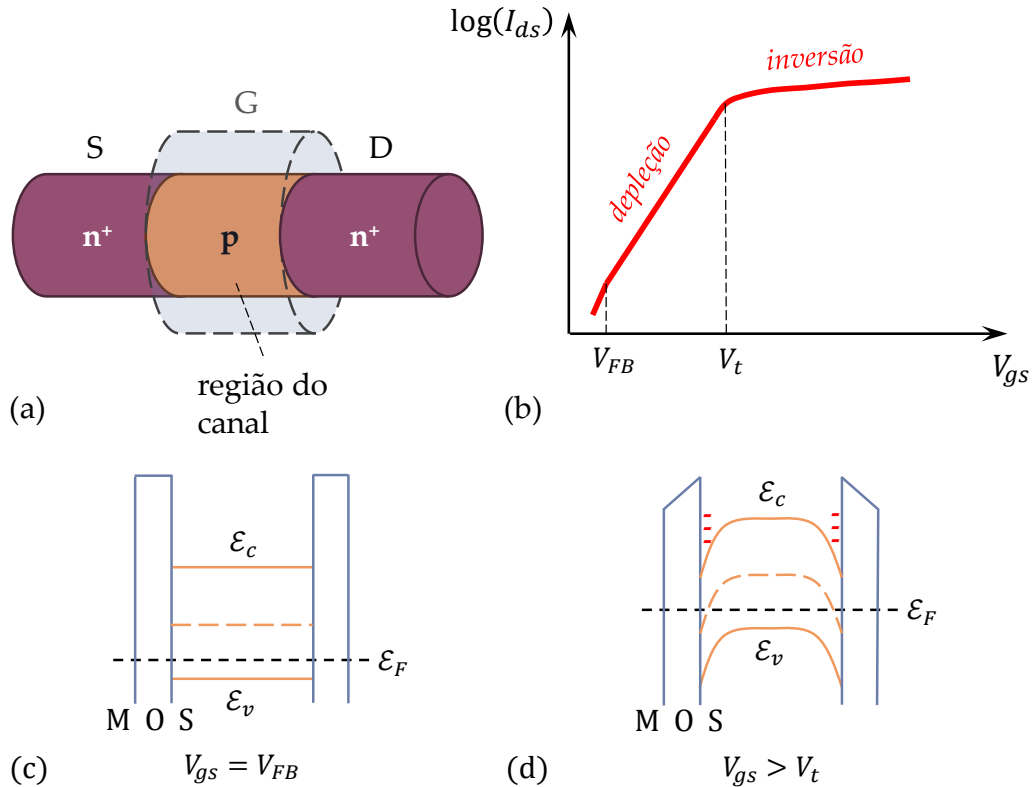 G
S
D
n⁺
p
n⁺
região do
canal
(a)
log(I_ds)
inversão
depleção
V_FB
V_t
V_gs
(b)
ℰ_c
ℰ_F
ℰ_v
M O S
(c)
V_gs = V_FB
ℰ_c
ℰ_F
ℰ_v
M O S
(d)
V_gs > V_t